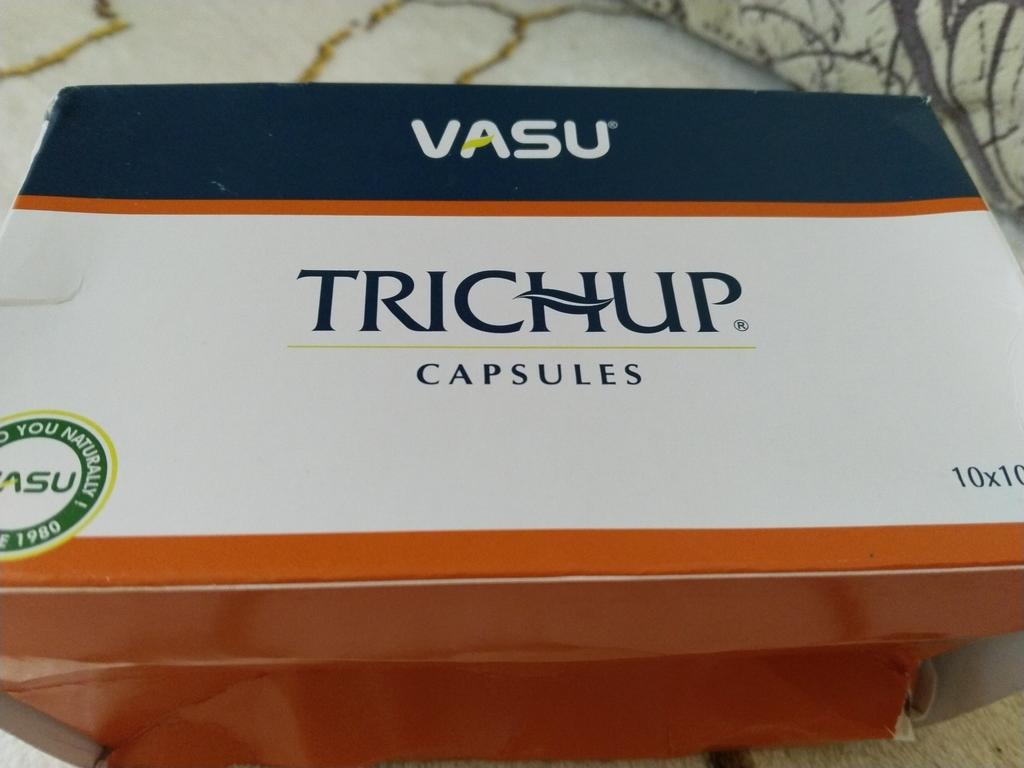 VASU®
TRICHUP®
CAPSULES
YOU NATURALLY!
VASU
1980
10x10